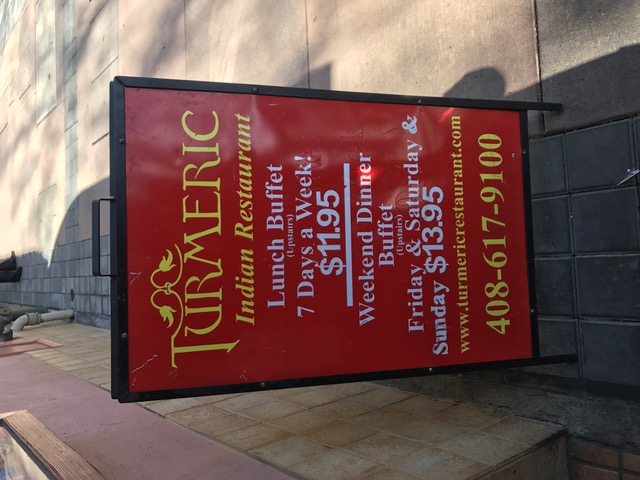 TURMERIC
Indian Restaurant
Lunch Buffet
(Upstairs)
7 Days a Week!
$11.95
Weekend Dinner
Buffet
(Upstairs)
Friday & Saturday &
Sunday $13.95
www.turmericrestaurant.com
408-617-9100